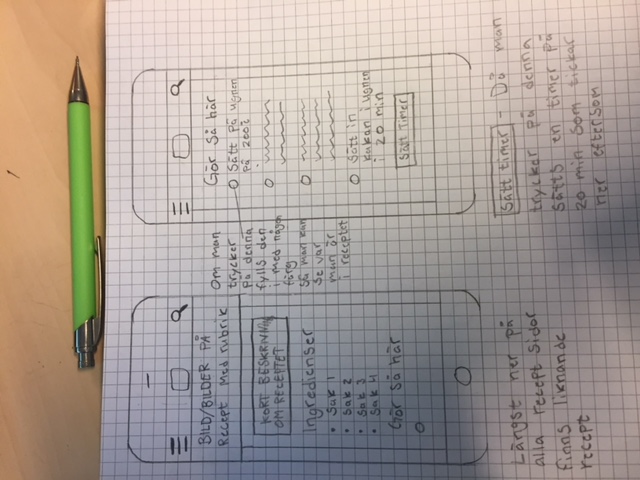 BILD/BILDER PÅ
Recept med rubrik
KORT BESKRIVNING
OM RECEPTET
Ingredienser
• Sak 1
• Sak 2
• Sak 3
• Sak 4
Gör så här
Om man
trycker
på denna
fylls den
i med någon
färg
så man kan
se var
man är
i receptet
Gör så här
Sätt på ugnen
på 200°
Sätt in
kakan i ugnen
i 20 min
Sätt Timer
Längst ner på
alla recept sidor
finns liknande
recept
Sätt timer - Då man
trycker på denna
sätts en timer på
20 min som tickar
ner eftersom